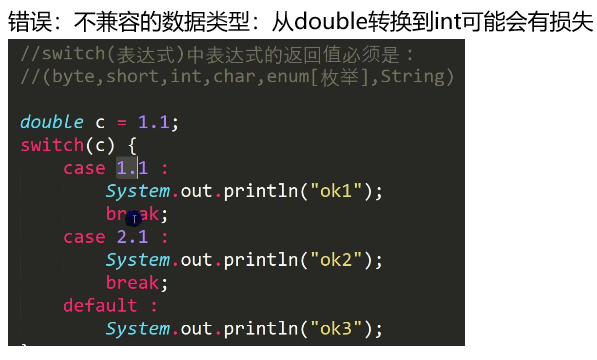 错误：不兼容的数据类型：从double转换到int可能会有损失
//switch(表达式)中表达式的返回值必须是：
//(byte,short,int,char,enum[枚举],String)
double c = 1.1;
switch(c) {
case 1.1 :
System.out.println("ok1");
break;
case 2.1 :
System.out.println("ok2");
break;
default :
System.out.println("ok3");